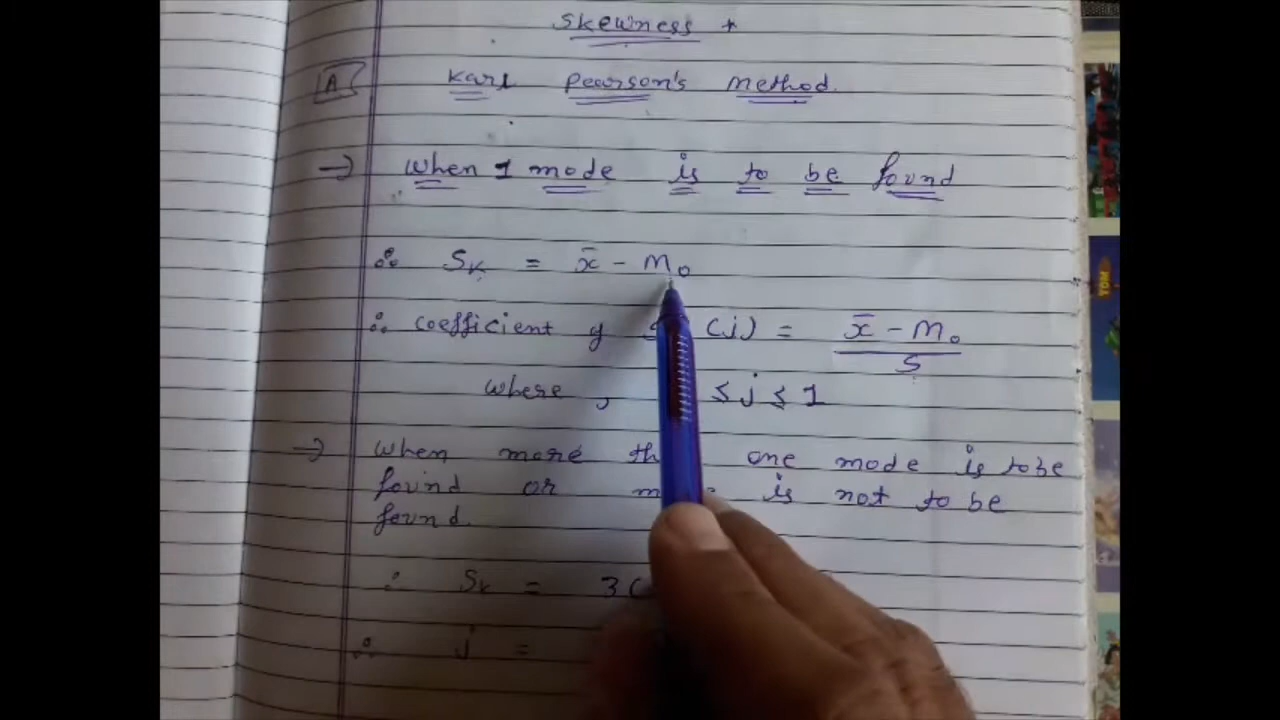 Skewness *
A Karl Pearson's Method.
→ When 1 mode is to be found
∴ Sk = x̄ - Mo
∴ coefficient of (j) = x̄ - Mo / S
where, ≤ j ≤ 1
→ When more one mode is to be
found or is not to be
found.
∴ Sk = 3(
∴ j =
TOM